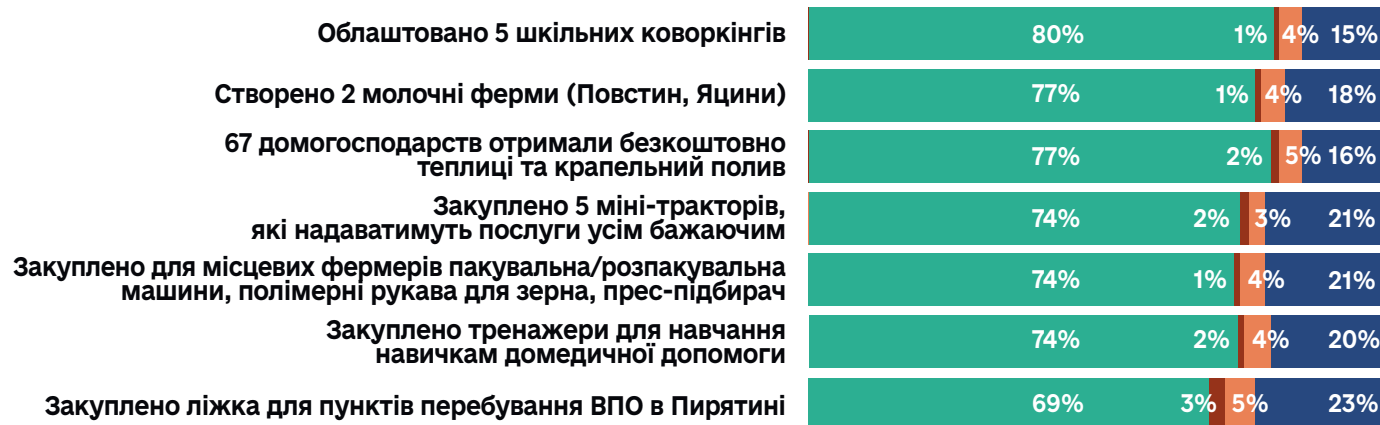 Облаштовано 5 шкільних коворкінгів
80% 1% 4% 15%
Створено 2 молочні ферми (Повстин, Яцини)
77% 1% 4% 18%
67 домогосподарств отримали безкоштовно
теплиці та крапельний полив
77% 2% 5% 16%
Закуплено 5 міні-тракторів,
які надаватимуть послуги усім бажаючим
74% 2% 3% 21%
Закуплено для місцевих фермерів пакувальна/розпакувальна
машини, полімерні рукава для зерна, прес-підбирач
74% 1% 4% 21%
Закуплено тренажери для навчання
навичкам домедичної допомоги
74% 2% 4% 20%
Закуплено ліжка для пунктів перебування ВПО в Пирятині
69% 3% 5% 23%